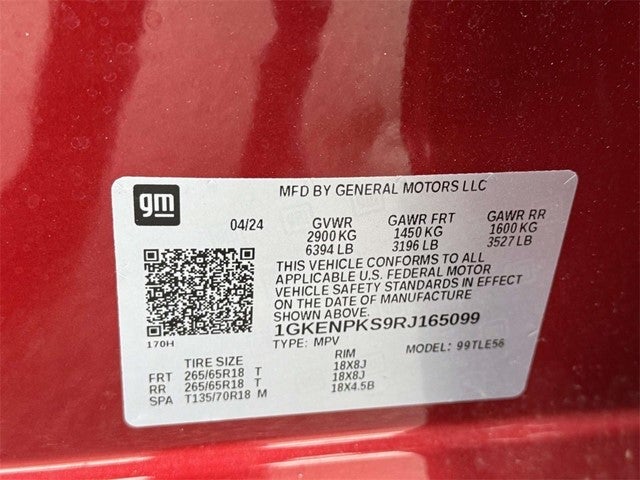 gm
MFD BY GENERAL MOTORS LLC
04/24 GVWR GAWR FRT GAWR RR
2900 KG 1450 KG 1600 KG
6394 LB 3196 LB 3527 LB
THIS VEHICLE CONFORMS TO ALL
APPLICABLE U.S. FEDERAL MOTOR
VEHICLE SAFETY STANDARDS IN EFFECT
ON THE DATE OF MANUFACTURE
SHOWN ABOVE.
1GKENPKS9RJ165099
170H
TYPE: MPV MODEL: 99TLE56
TIRE SIZE RIM
FRT 265/65R18 T 18X8J
RR 265/65R18 T 18X8J
SPA T135/70R18 M 18X4.5B